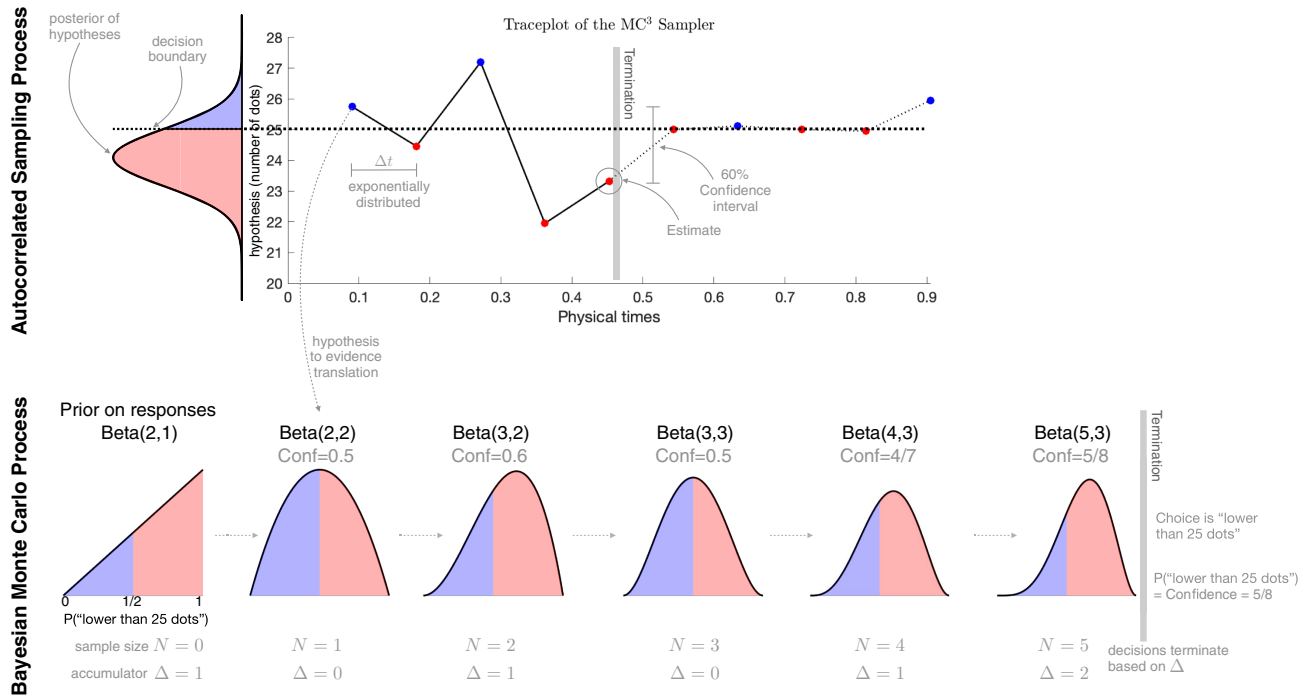 Autocorrelated Sampling Process
posterior of
hypotheses
decision
boundary
Traceplot of the MC³ Sampler
hypothesis (number of dots)
28
27
26
25
24
23
22
21
20
0
0.1
0.2
0.3
0.4
0.5
0.6
0.7
0.8
0.9
Physical times
Δt
exponentially
distributed
Termination
60%
Confidence
interval
Estimate
hypothesis
to evidence
translation
Bayesian Monte Carlo Process
Prior on responses
Beta(2,1)
0
1/2
1
P(“lower than 25 dots”)
Beta(2,2)
Conf=0.5
Beta(3,2)
Conf=0.6
Beta(3,3)
Conf=0.5
Beta(4,3)
Conf=4/7
Beta(5,3)
Conf=5/8
Termination
Choice is “lower
than 25 dots”
P(“lower than 25 dots”)
= Confidence = 5/8
sample size N = 0
N = 1
N = 2
N = 3
N = 4
N = 5
accumulator Δ = 1
Δ = 0
Δ = 1
Δ = 0
Δ = 1
Δ = 2
decisions terminate
based on Δ